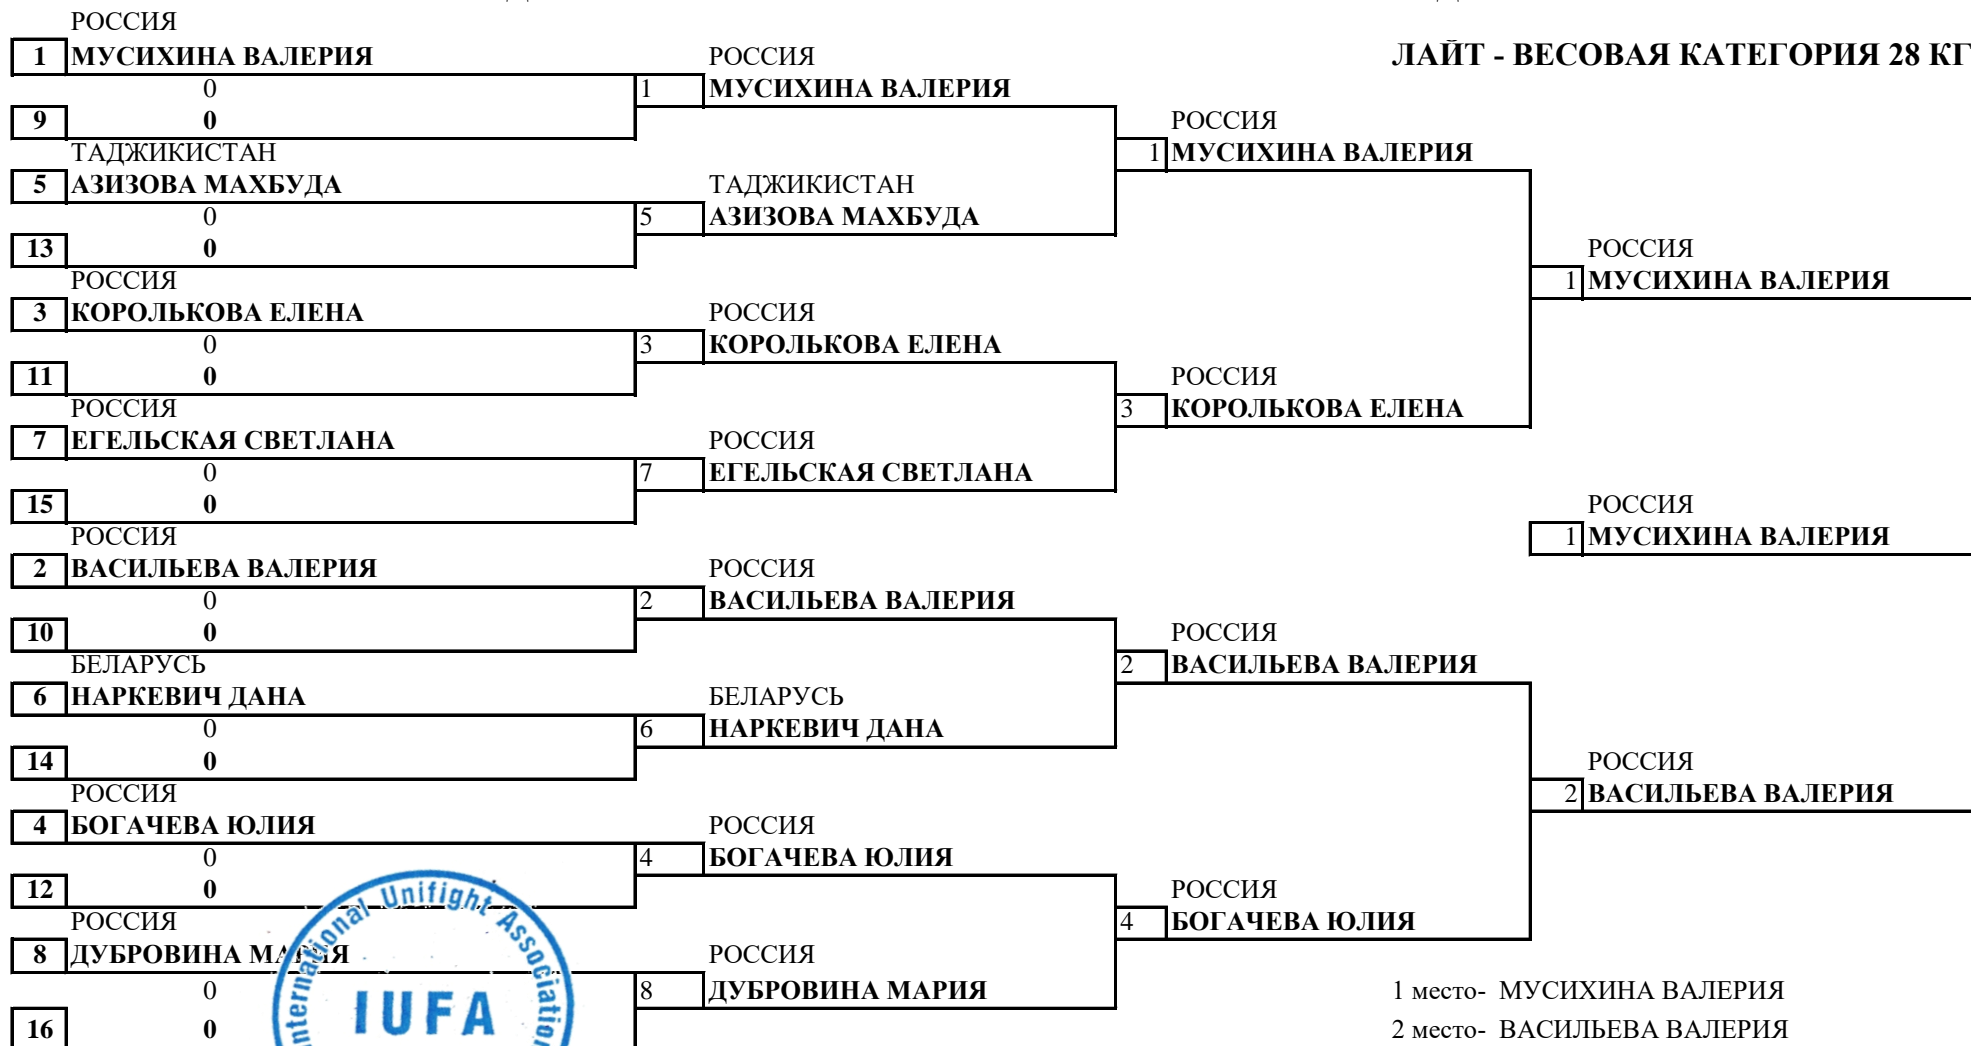 РОССИЯ
1 МУСИХИНА ВАЛЕРИЯ РОССИЯ ЛАЙТ - ВЕСОВАЯ КАТЕГОРИЯ 28 КГ
0 1 МУСИХИНА ВАЛЕРИЯ
9 0 РОССИЯ
ТАДЖИКИСТАН 1 МУСИХИНА ВАЛЕРИЯ
5 АЗИЗОВА МАХБУДА ТАДЖИКИСТАН
0 5 АЗИЗОВА МАХБУДА
13 0 РОССИЯ
РОССИЯ 1 МУСИХИНА ВАЛЕРИЯ
3 КОРОЛЬКОВА ЕЛЕНА РОССИЯ
0 3 КОРОЛЬКОВА ЕЛЕНА
11 0 РОССИЯ
РОССИЯ 3 КОРОЛЬКОВА ЕЛЕНА
7 ЕГЕЛЬСКАЯ СВЕТЛАНА РОССИЯ
0 7 ЕГЕЛЬСКАЯ СВЕТЛАНА
15 0 РОССИЯ
РОССИЯ 1 МУСИХИНА ВАЛЕРИЯ
2 ВАСИЛЬЕВА ВАЛЕРИЯ РОССИЯ
0 2 ВАСИЛЬЕВА ВАЛЕРИЯ
10 0 РОССИЯ
БЕЛАРУСЬ 2 ВАСИЛЬЕВА ВАЛЕРИЯ
6 НАРКЕВИЧ ДАНА БЕЛАРУСЬ
0 6 НАРКЕВИЧ ДАНА
14 0 РОССИЯ
РОССИЯ 2 ВАСИЛЬЕВА ВАЛЕРИЯ
4 БОГАЧЕВА ЮЛИЯ РОССИЯ
0 4 БОГАЧЕВА ЮЛИЯ
12 0 РОССИЯ
РОССИЯ 4 БОГАЧЕВА ЮЛИЯ
8 ДУБРОВИНА МАРИЯ РОССИЯ
0 8 ДУБРОВИНА МАРИЯ 1 место- МУСИХИНА ВАЛЕРИЯ
16 0 2 место- ВАСИЛЬЕВА ВАЛЕРИЯ
International Unifight Association
IUFA